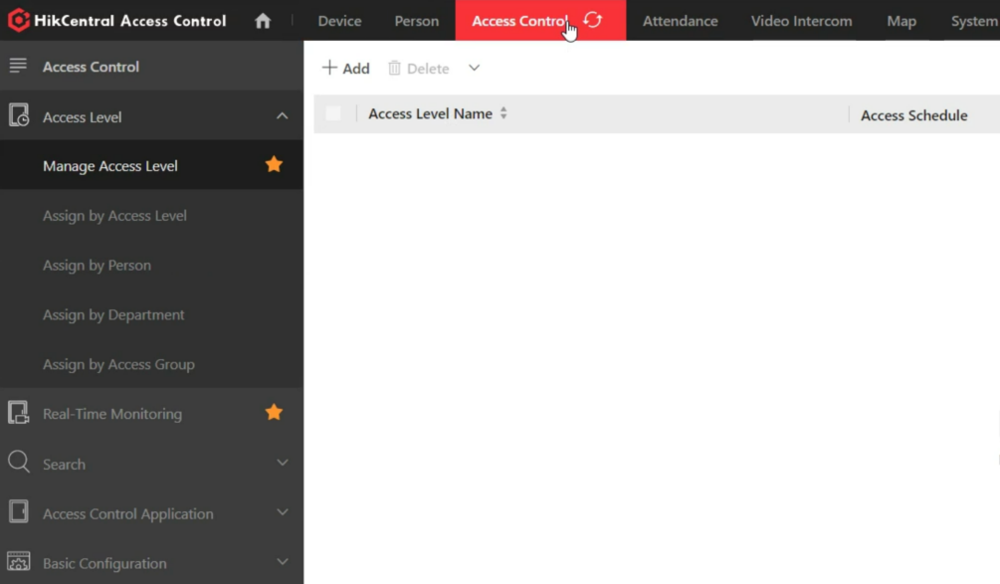 HikCentral Access Control Device Person Access Control Attendance Video Intercom Map System
Access Control
+ Add Delete
Access Level Name Access Schedule
Access Level
Manage Access Level
Assign by Access Level
Assign by Person
Assign by Department
Assign by Access Group
Real-Time Monitoring
Search
Access Control Application
Basic Configuration